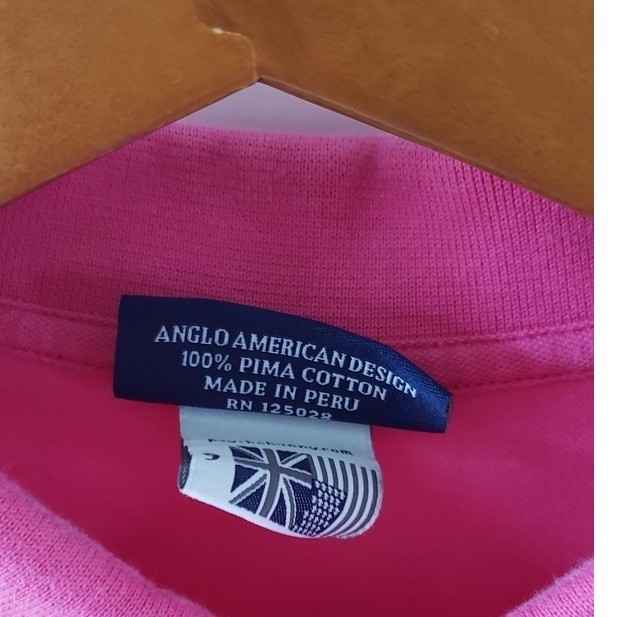 ANGLO AMERICAN DESIGN
100% PIMA COTTON
MADE IN PERU
RN 125028